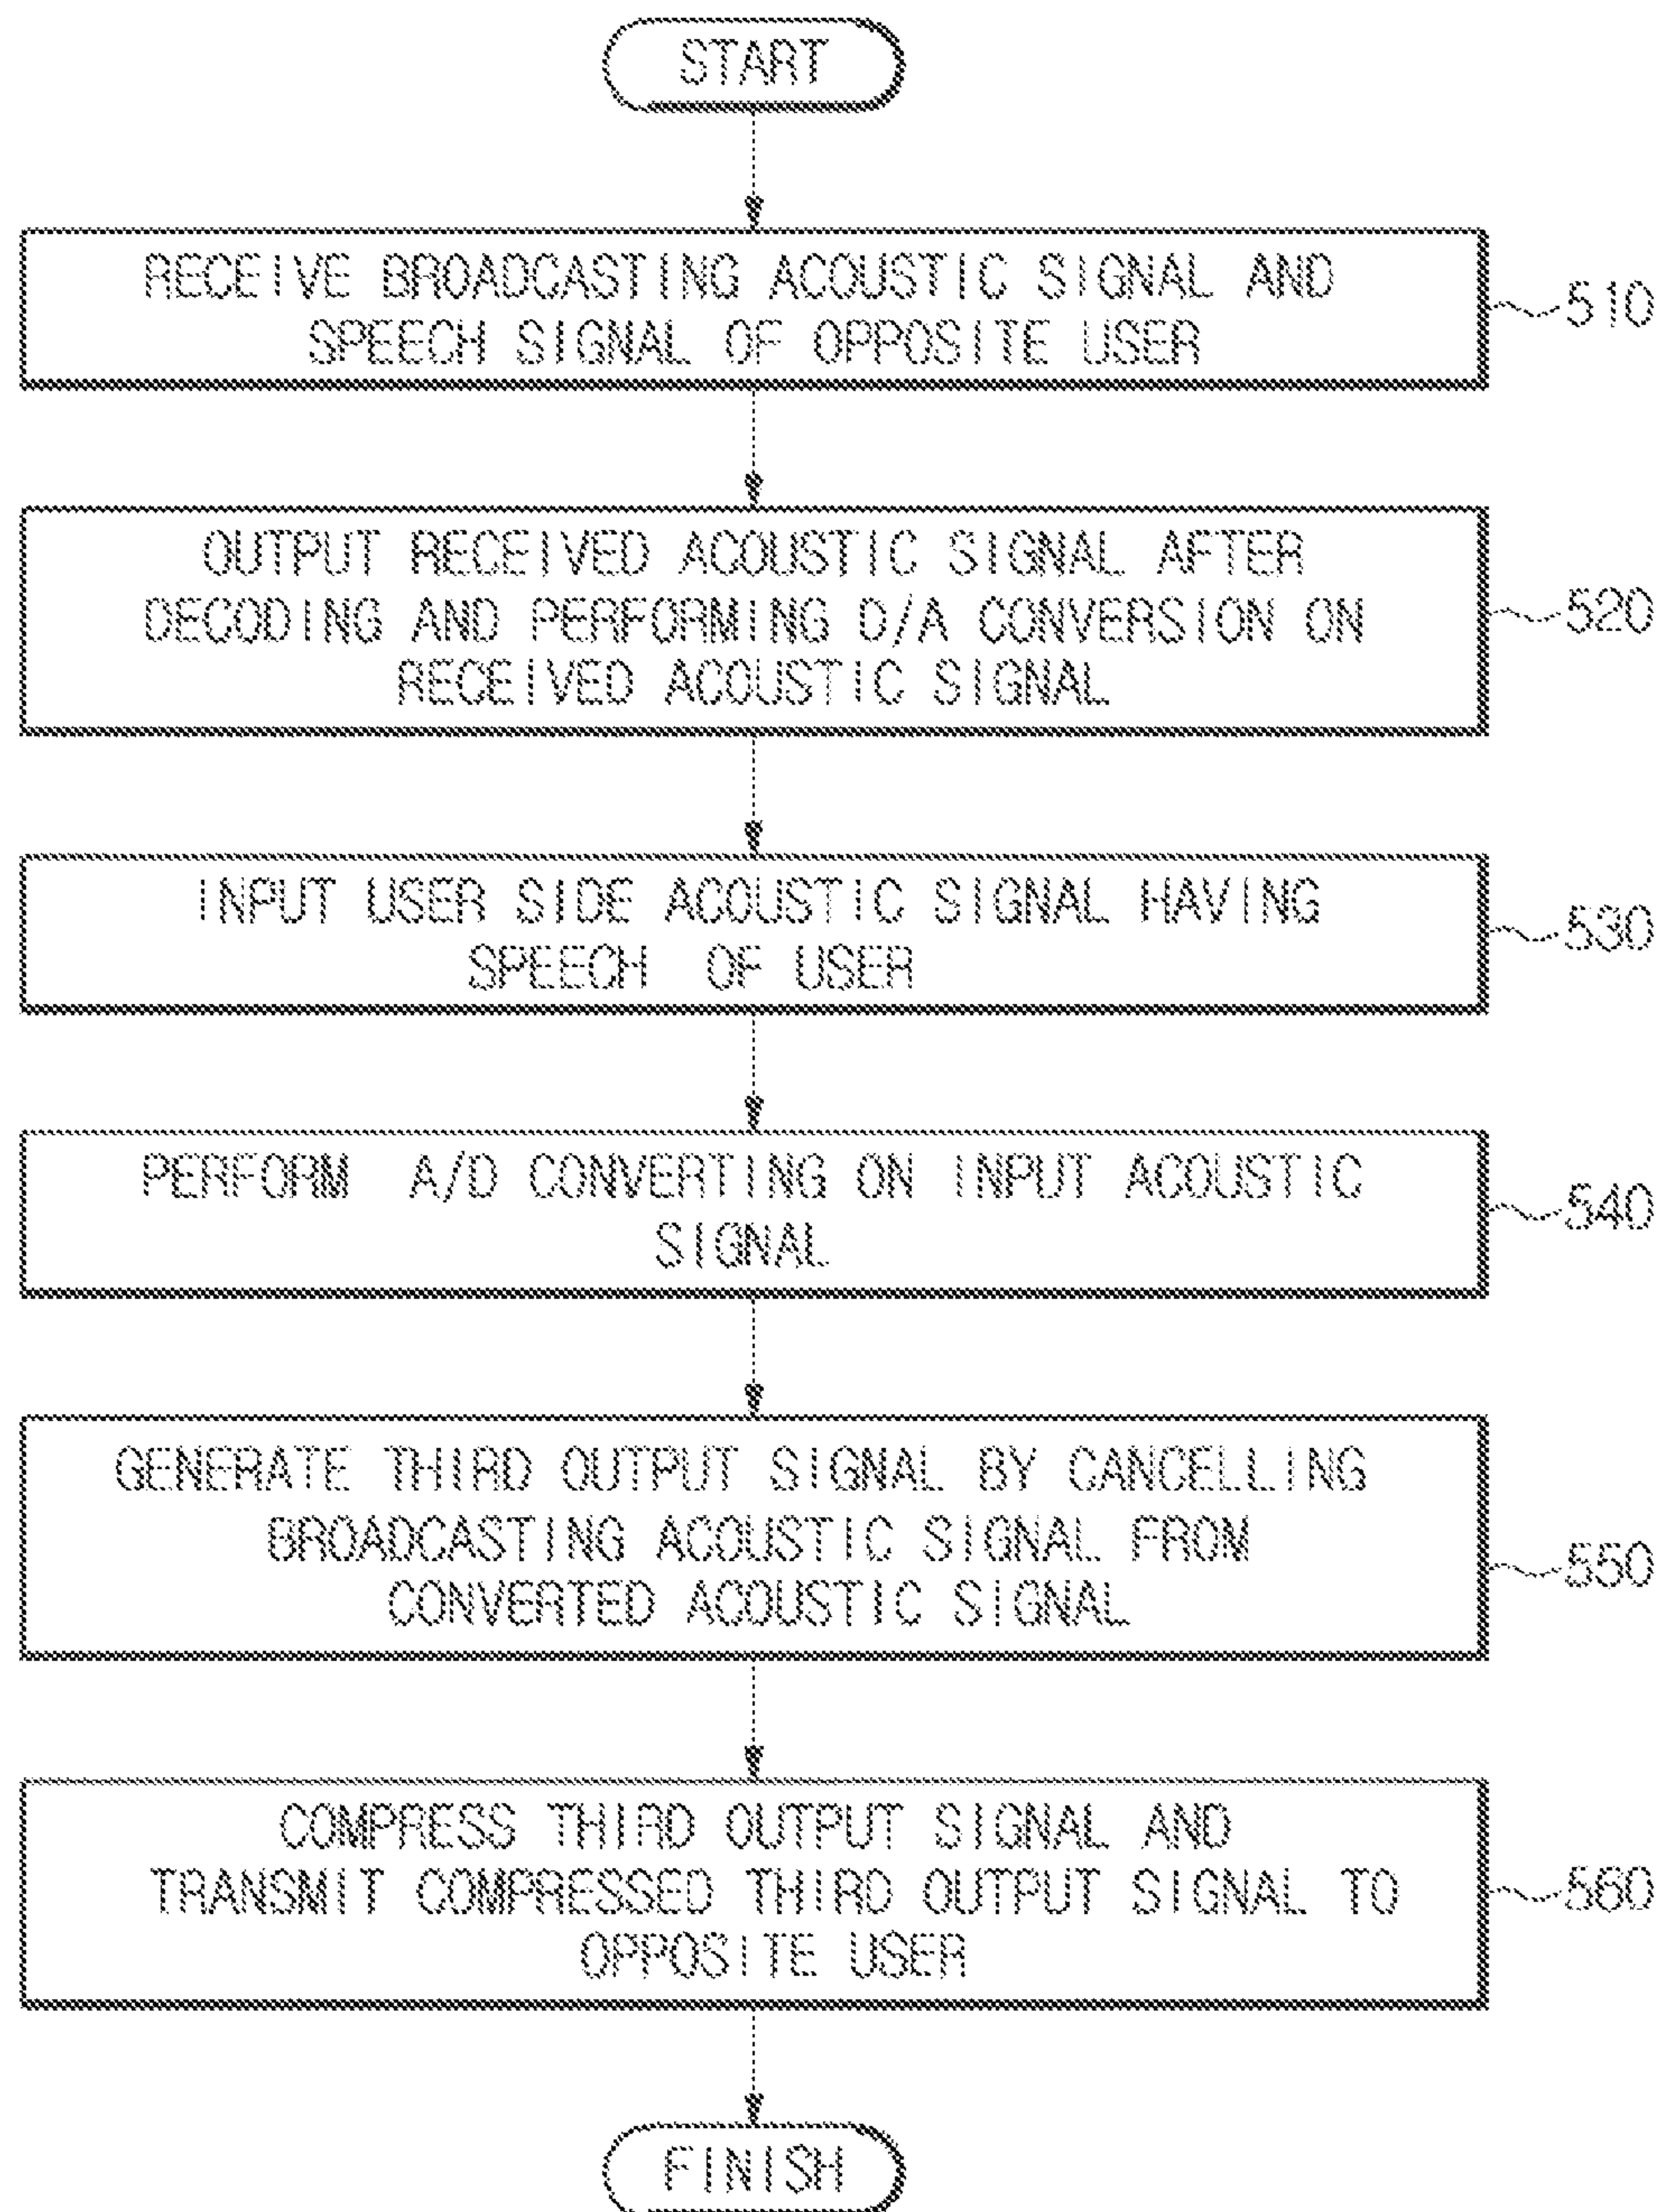 START
RECEIVE BROADCASTING ACOUSTIC SIGNAL AND
SPEECH SIGNAL OF OPPOSITE USER
510
OUTPUT RECEIVED ACOUSTIC SIGNAL AFTER
DECODING AND PERFORMING D/A CONVERSION ON
RECEIVED ACOUSTIC SIGNAL
520
INPUT USER SIDE ACOUSTIC SIGNAL HAVING
SPEECH OF USER
530
PERFORM A/D CONVERTING ON INPUT ACOUSTIC
SIGNAL
540
GENERATE THIRD OUTPUT SIGNAL BY CANCELLING
BROADCASTING ACOUSTIC SIGNAL FROM
CONVERTED ACOUSTIC SIGNAL
550
COMPRESS THIRD OUTPUT SIGNAL AND
TRANSMIT COMPRESSED THIRD OUTPUT SIGNAL TO
OPPOSITE USER
560
FINISH